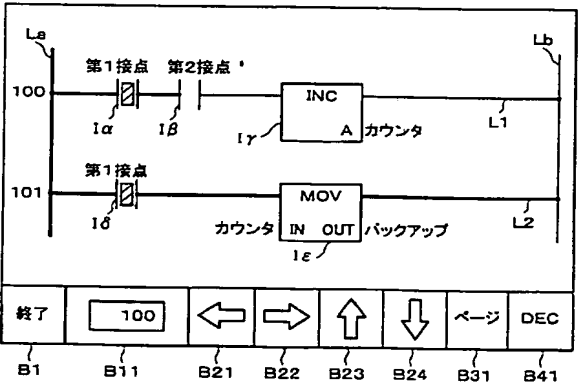 La
Lb
第1接点 第2接点
100
INC
A カウンタ
Iα Iβ Iγ L1
第1接点
101
MOV
カウンタ IN OUT バックアップ
Iδ Iε L2
終了 100 ページ DEC
B1 B11 B21 B22 B23 B24 B31 B41